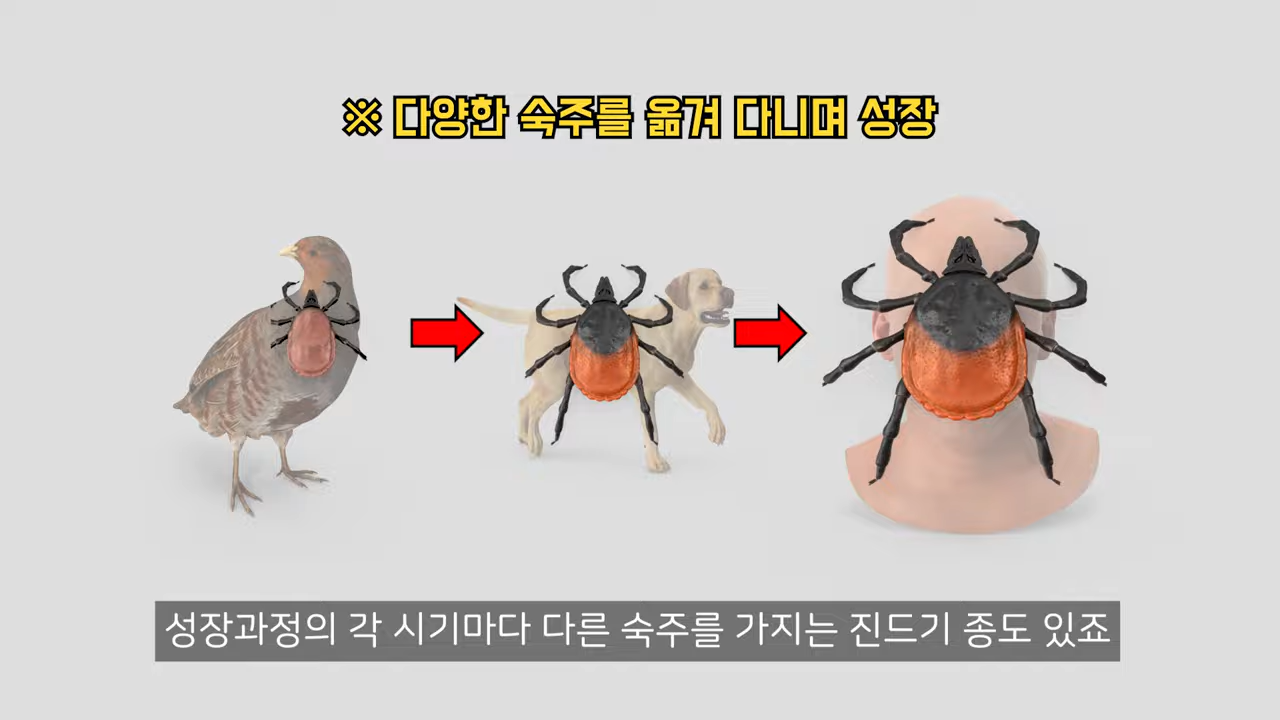 ※ 다양한 숙주를 옮겨 다니며 성장
성장과정의 각 시기마다 다른 숙주를 가지는 진드기 종도 있죠